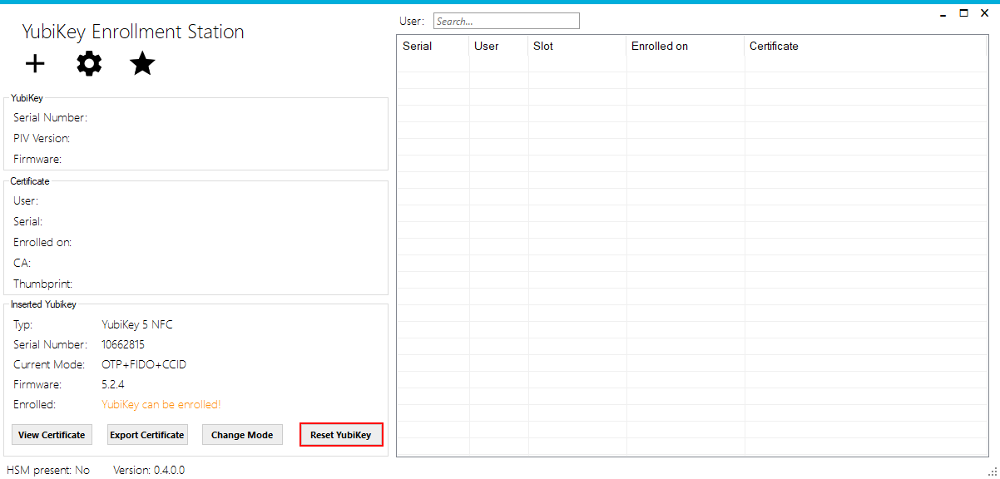 YubiKey Enrollment Station
User: Search...
Serial User Slot Enrolled on Certificate
YubiKey
Serial Number:
PIV Version:
Firmware:
Certificate
User:
Serial:
Enrolled on:
CA:
Thumbprint:
Inserted Yubikey
Typ: YubiKey 5 NFC
Serial Number: 10662815
Current Mode: OTP+FIDO+CCID
Firmware: 5.2.4
Enrolled: YubiKey can be enrolled!
View Certificate Export Certificate Change Mode Reset YubiKey
HSM present: No Version: 0.4.0.0